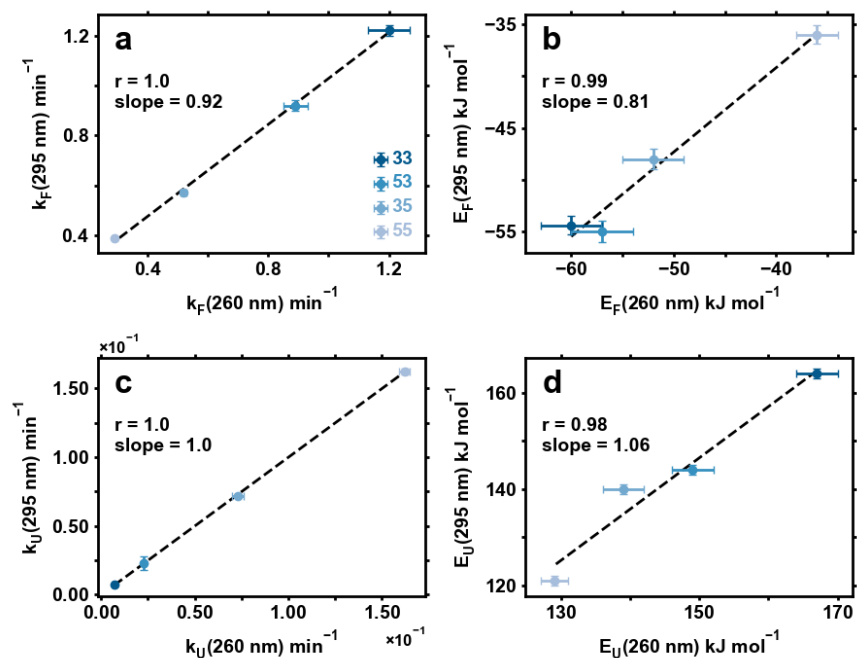 a
r = 1.0
slope = 0.92
33
53
35
55
1.2
0.8
0.4
0.4
0.8
1.2
k_F(295 nm) min⁻¹
k_F(260 nm) min⁻¹
b
r = 0.99
slope = 0.81
−35
−45
−55
−60
−50
−40
E_F(295 nm) kJ mol⁻¹
E_F(260 nm) kJ mol⁻¹
×10⁻¹
c
r = 1.0
slope = 1.0
1.50
1.00
0.50
0.00
0.00
0.50
1.00
1.50
k_U(295 nm) min⁻¹
k_U(260 nm) min⁻¹
×10⁻¹
d
r = 0.98
slope = 1.06
160
140
120
130
150
170
E_U(295 nm) kJ mol⁻¹
E_U(260 nm) kJ mol⁻¹